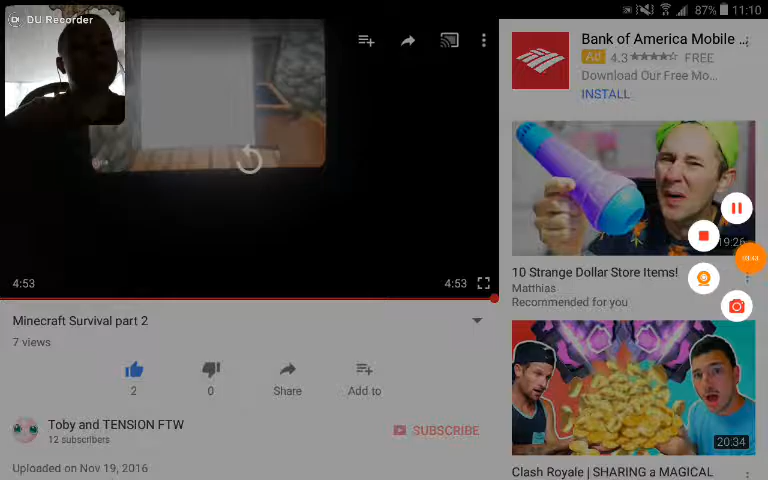 DU Recorder
87% 11:10
Bank of America Mobile ..
Ad 4.3 FREE
Download Our Free Mo...
INSTALL
19:26
10 Strange Dollar Store Items!
Matthias
Recommended for you
4:53
4:53
Minecraft Survival part 2
7 views
2
0
Share
Add to
Toby and TENSION FTW
12 subscribers
SUBSCRIBE
Uploaded on Nov 19, 2016
20:34
Clash Royale | SHARING a MAGICAL